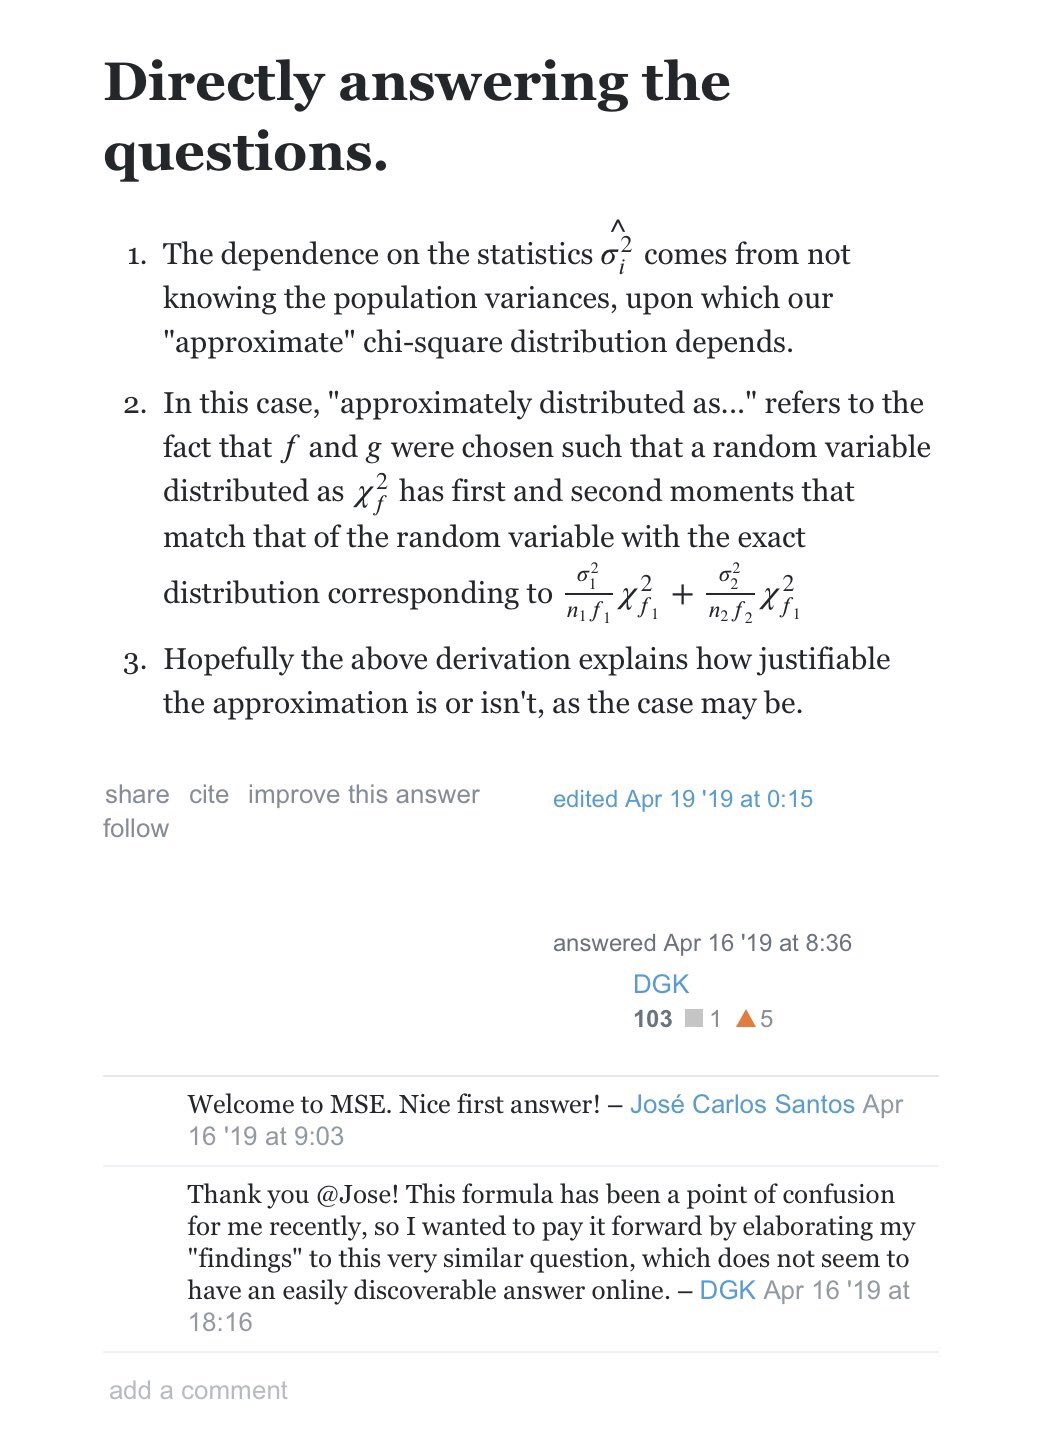 Directly answering the
questions.
1. The dependence on the statistics $\hat{\sigma_i^2}$ comes from not
knowing the population variances, upon which our
"approximate" chi-square distribution depends.
2. In this case, "approximately distributed as..." refers to the
fact that $f$ and $g$ were chosen such that a random variable
distributed as $\chi_f^2$ has first and second moments that
match that of the random variable with the exact
distribution corresponding to $\frac{\sigma_1^2}{n_1 f_1}\chi_{f_1}^2 + \frac{\sigma_2^2}{n_2 f_2}\chi_{f_1}^2$
3. Hopefully the above derivation explains how justifiable
the approximation is or isn't, as the case may be.
share cite improve this answer
follow
edited Apr 19 '19 at 0:15
answered Apr 16 '19 at 8:36
DGK
103 1 5
Welcome to MSE. Nice first answer! – José Carlos Santos Apr
16 '19 at 9:03
Thank you @Jose! This formula has been a point of confusion
for me recently, so I wanted to pay it forward by elaborating my
"findings" to this very similar question, which does not seem to
have an easily discoverable answer online. – DGK Apr 16 '19 at
18:16
add a comment